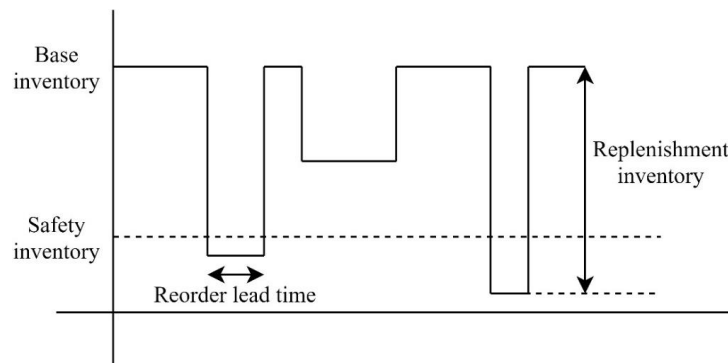 Base
inventory
Replenishment
inventory
Safety
inventory
Reorder lead time